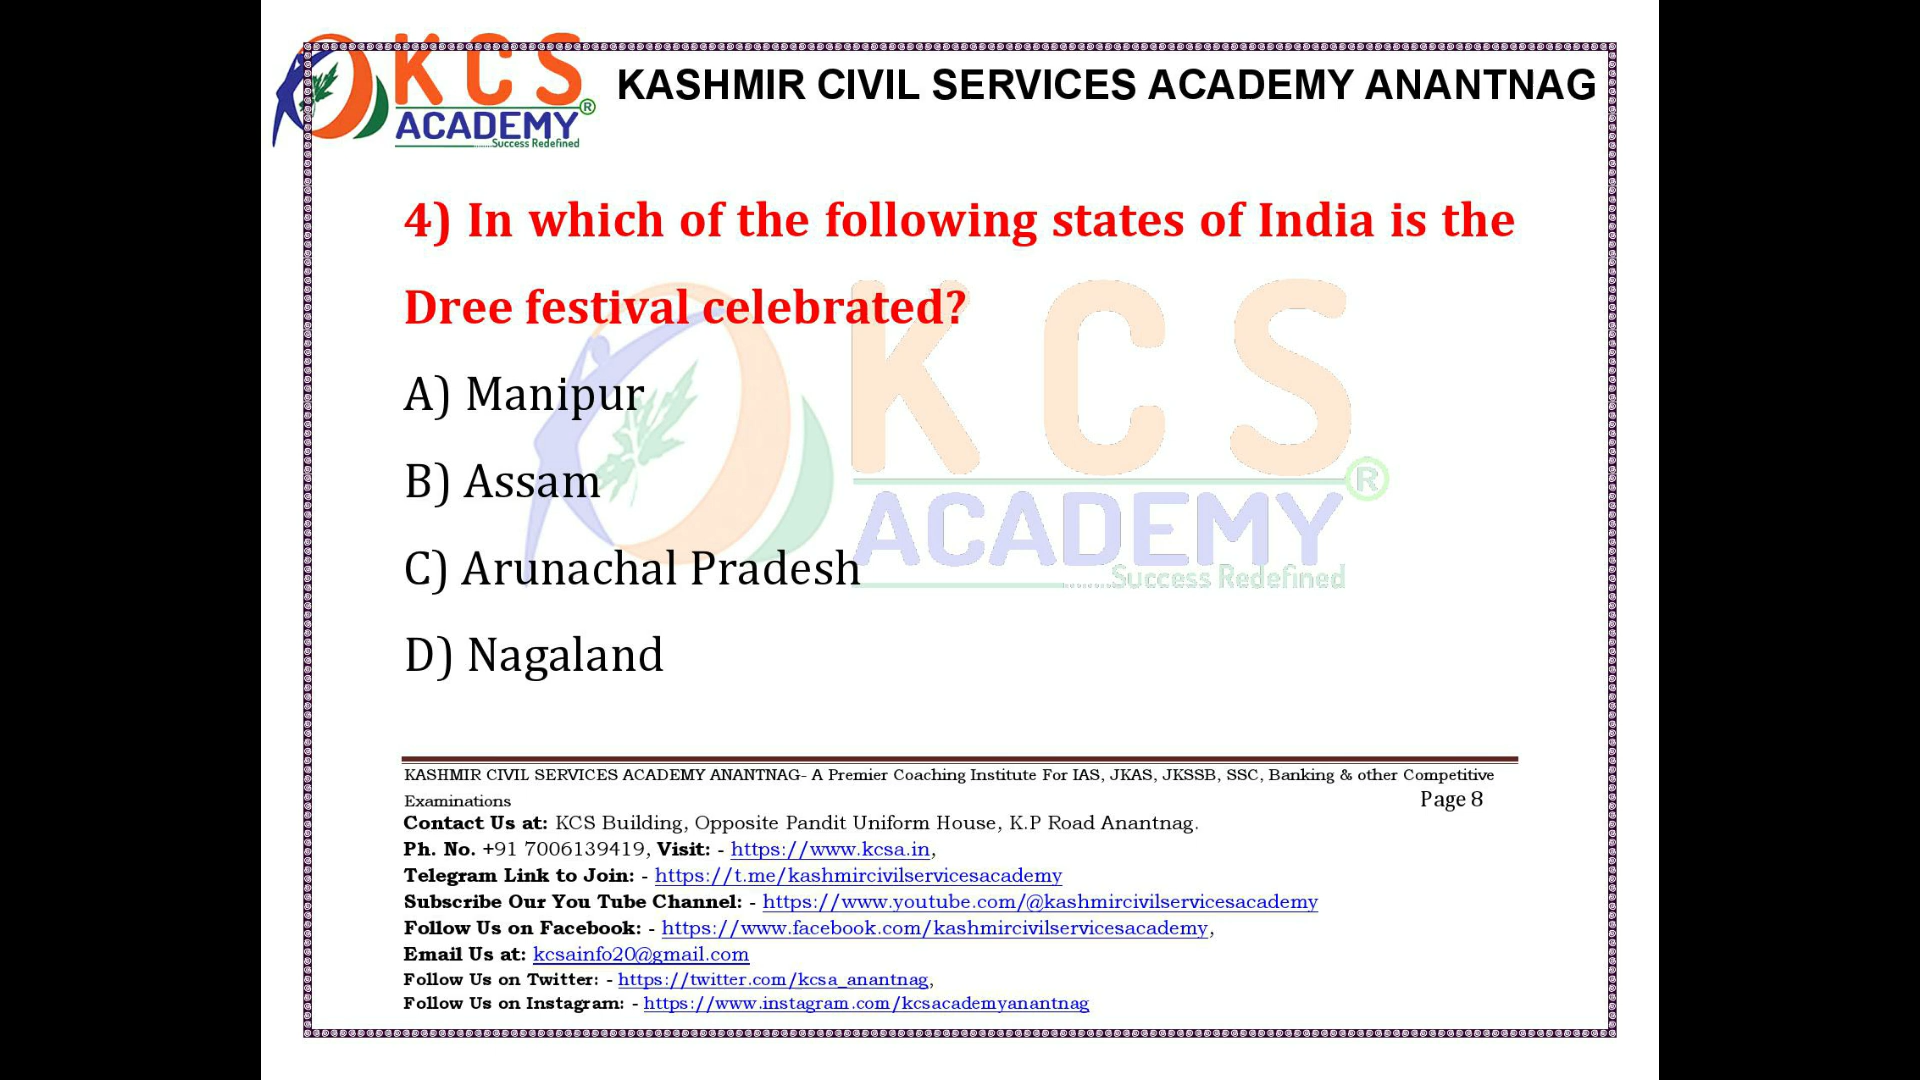 KCS
ACADEMY®
........Success Redefined
KASHMIR CIVIL SERVICES ACADEMY ANANTNAG
4) In which of the following states of India is the
Dree festival celebrated?
A) Manipur
B) Assam
C) Arunachal Pradesh
D) Nagaland
KCS
ACADEMY®
........Success Redefined
KASHMIR CIVIL SERVICES ACADEMY ANANTNAG- A Premier Coaching Institute For IAS, JKAS, JKSSB, SSC, Banking & other Competitive
Examinations Page 8
Contact Us at: KCS Building, Opposite Pandit Uniform House, K.P Road Anantnag.
Ph. No. +91 7006139419, Visit: - https://www.kcsa.in,
Telegram Link to Join: - https://t.me/kashmircivilservicesacademy
Subscribe Our You Tube Channel: - https://www.youtube.com/@kashmircivilservicesacademy
Follow Us on Facebook: - https://www.facebook.com/kashmircivilservicesacademy,
Email Us at: kcsainfo20@gmail.com
Follow Us on Twitter: - https://twitter.com/kcsa_anantnag,
Follow Us on Instagram: - https://www.instagram.com/kcsacademyanantnag